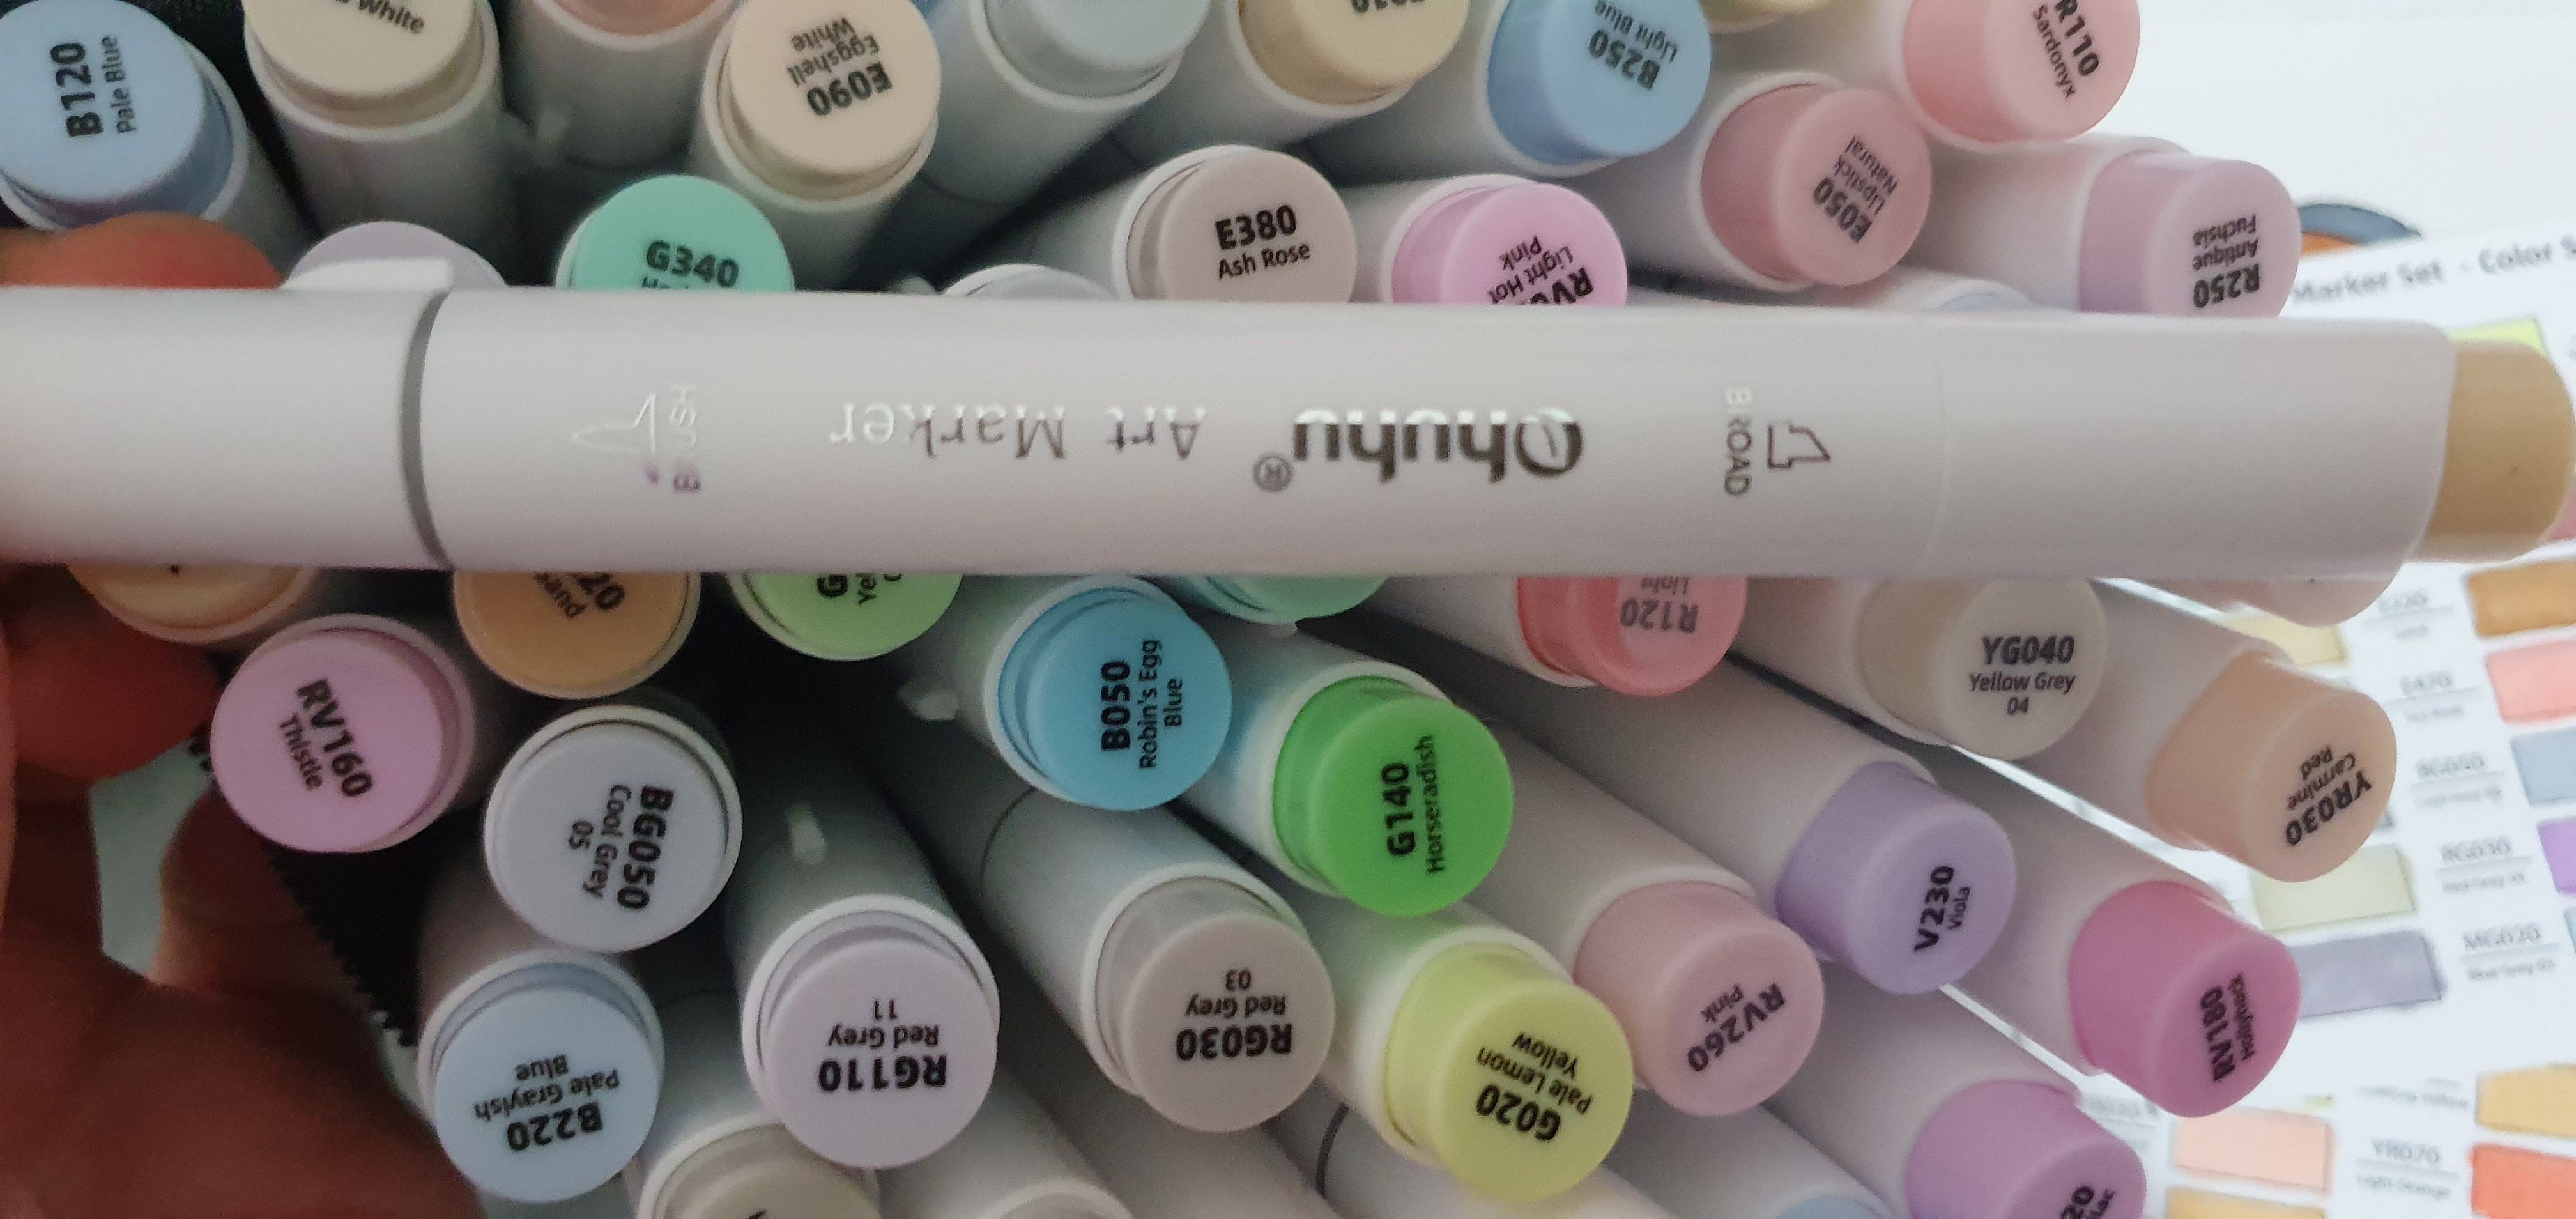 B120
Pale Blue
White
E090
Eggshell
White
B250
Light Blue
R110
Sardonyx
E050
Lipstick
Natural
R250
Antique
Fuchsia
G340
E380
Ash Rose
Light Hot
Pink
Marker Set - Color
BRUSH
Art Marker
Ohuhu®
BROAD
R120
Light
YG040
Yellow Grey
04
YR030
Carmine
Red
RV160
Thistle
BG050
Cool Grey
05
B050
Robin's Egg
Blue
G140
Horseradish
V230
Viola
RV180
Hollyhock
B220
Pale Grayish
Blue
RG110
Red Grey
11
RG030
Red Grey
03
G020
Pale Lemon
Yellow
RV260
Pink
BG050
RG030
MG020
YR070
Light Orange